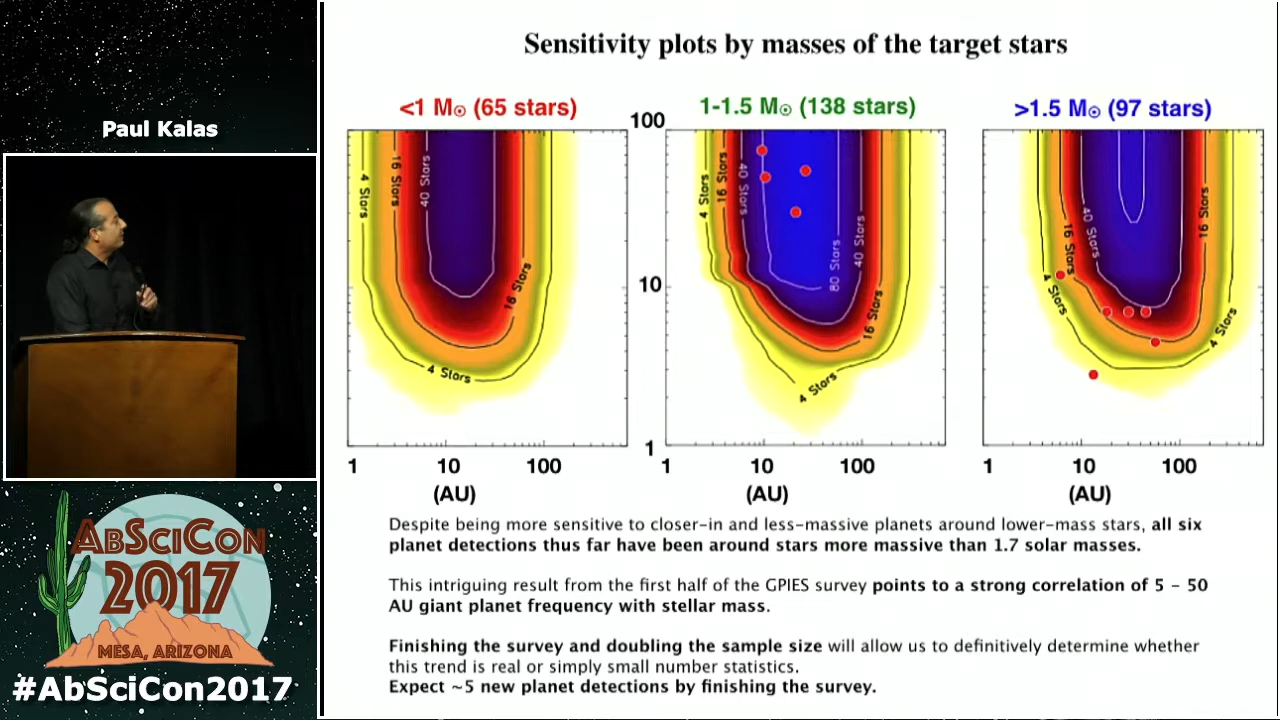 Paul Kalas
AbSciCon
2017
MESA, ARIZONA
#AbSciCon2017
Sensitivity plots by masses of the target stars
<1 M☉ (65 stars)
1-1.5 M☉ (138 stars)
>1.5 M☉ (97 stars)
4 Stars
16 Stars
40 Stars
16 Stars
4 Stars
1
10
100
(AU)
100
10
1
4 Stars
16 Stars
40 Stars
80 Stars
40 Stars
16 Stars
4 Stars
1
10
100
(AU)
4 Stars
16 Stars
40 Stars
16 Stars
4 Stars
1
10
100
(AU)
Despite being more sensitive to closer-in and less-massive planets around lower-mass stars, all six
planet detections thus far have been around stars more massive than 1.7 solar masses.
This intriguing result from the first half of the GPIES survey points to a strong correlation of 5 - 50
AU giant planet frequency with stellar mass.
Finishing the survey and doubling the sample size will allow us to definitively determine whether
this trend is real or simply small number statistics.
Expect ~5 new planet detections by finishing the survey.